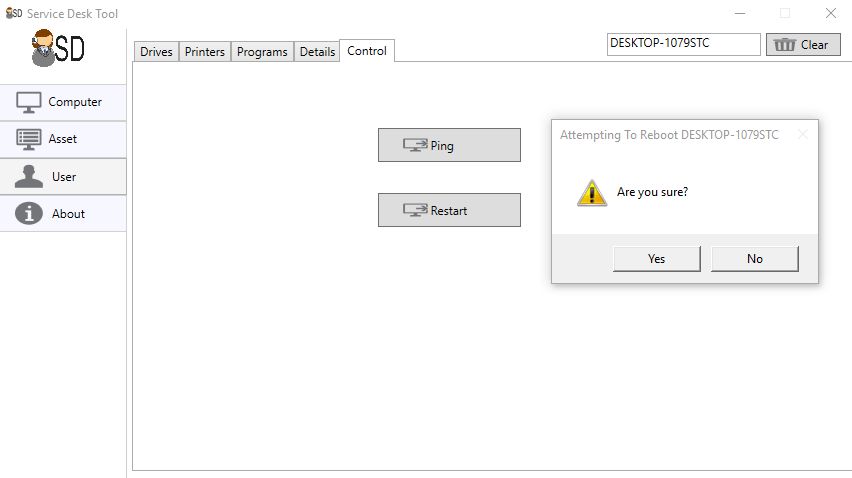 SD Service Desk Tool
SD
Drives Printers Programs Details Control
DESKTOP-1079STC Clear
Computer
Asset
User
About
Ping
Restart
Attempting To Reboot DESKTOP-1079STC
Are you sure?
Yes No